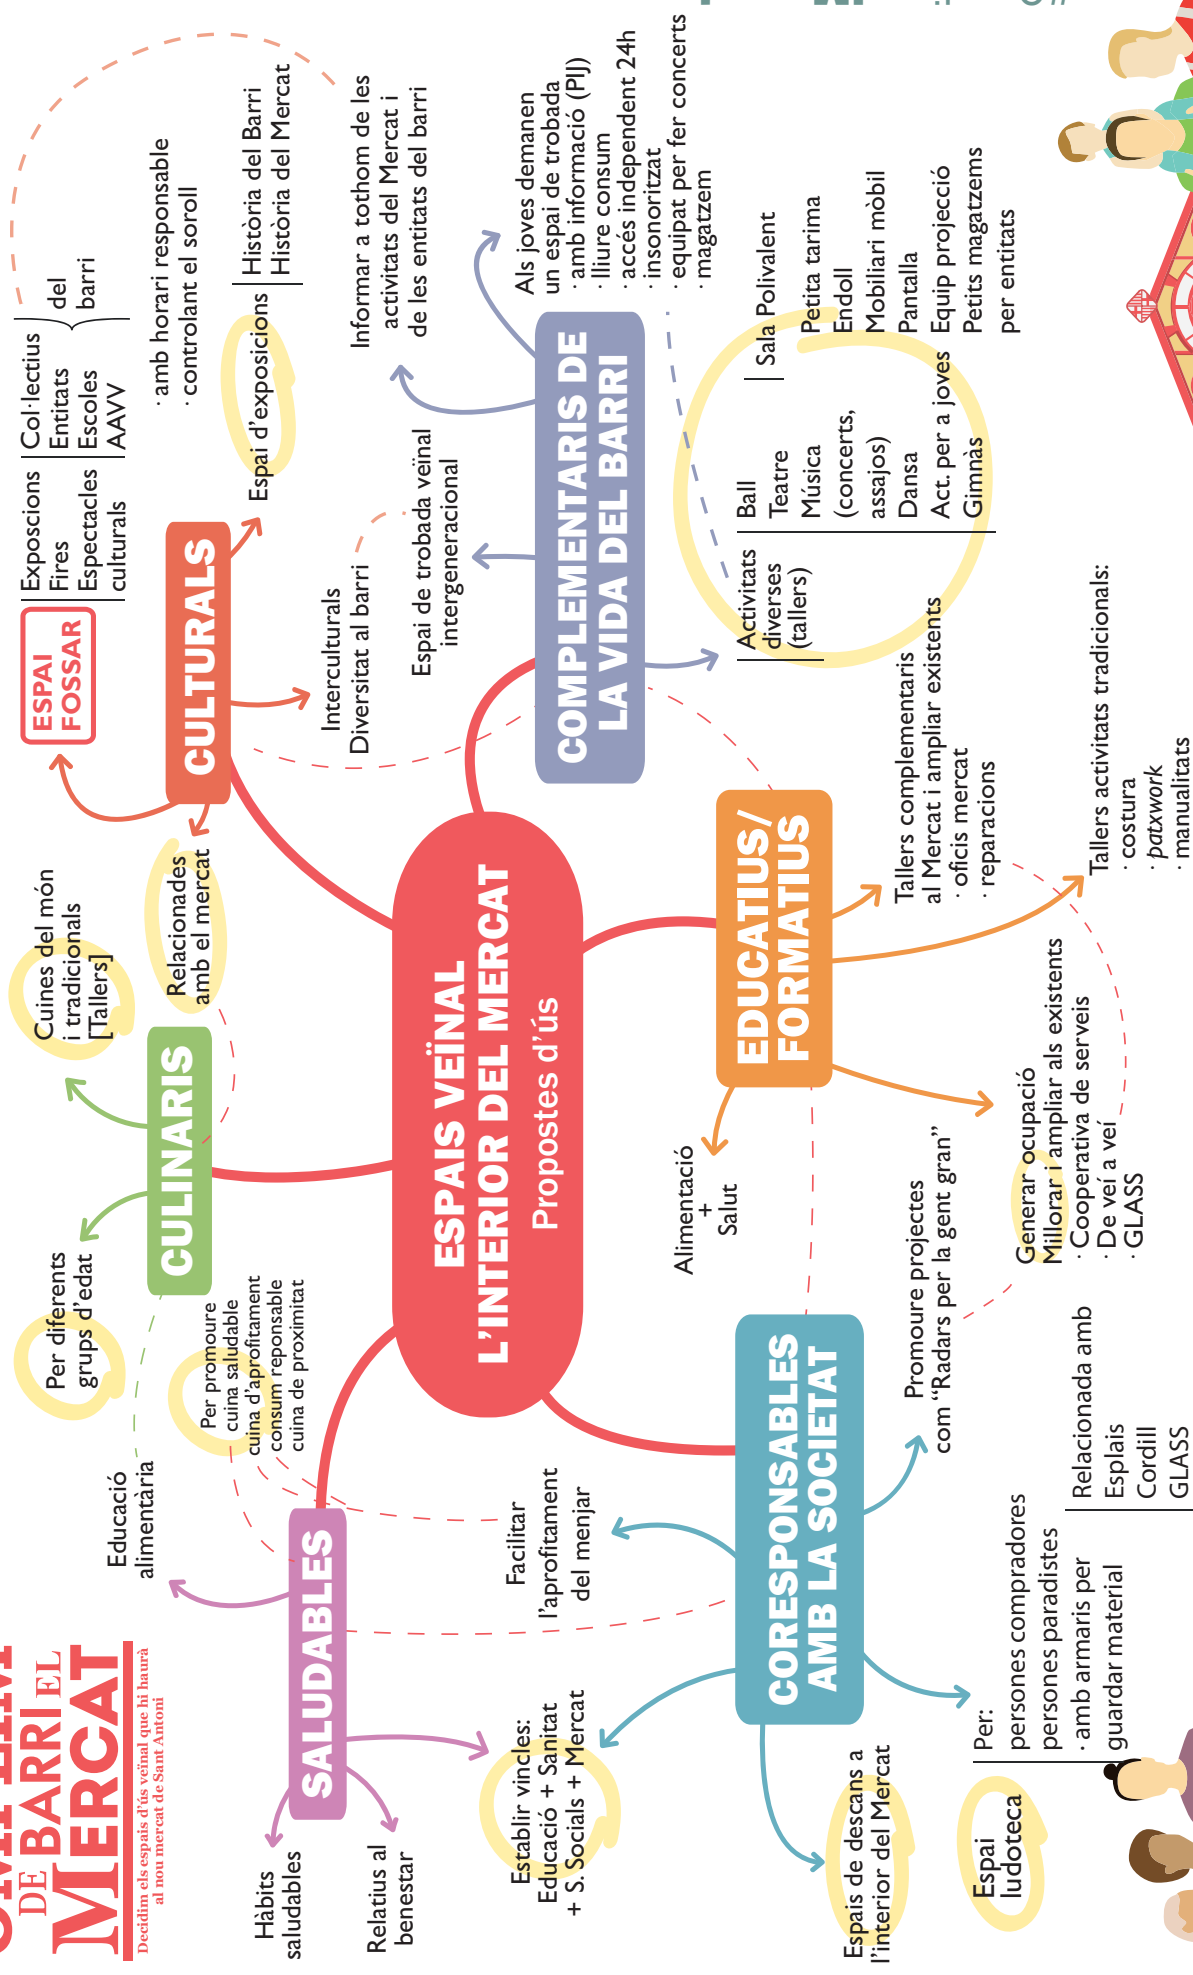 DE BARRI EL
MERCAT
Decidim els espais d'ús veïnal que hi haurà
al nou mercat de Sant Antoni
ESPAIS VEÏNAL
L'INTERIOR DEL MERCAT
Propostes d'ús
SALUDABLES
Hàbits
saludables
Relatius al
benestar
Establir vincles:
Educació + Sanitat
+ S. Socials + Mercat
Educació
alimentària
Per promoure
cuina saludable
cuina d'aprofitament
consum reponsable
cuina de proximitat
CULINARIS
Per diferents
grups d'edat
Cuines del món
i tradicionals
[Tallers]
CULTURALS
Relacionades
amb el mercat
ESPAI
FOSSAR
Exposcions
Fires
Espectacles
culturals
Col·lectius
Entitats
Escoles
AAVV
del
barri
· amb horari responsable
· controlant el soroll
Espai d'exposicions
Història del Barri
Història del Mercat
Interculturals
Diversitat al barri
COMPLEMENTARIS DE
LA VIDA DEL BARRI
Espai de trobada veïnal
intergeneracional
Informar a tothom de les
activitats del Mercat i
de les entitats del barri
Als joves demanen
un espai de trobada
· amb informació (PIJ)
· lliure consum
· accés independent 24h
· insonoritzat
· equipat per fer concerts
· magatzem
Activitats
diverses
(tallers)
Ball
Teatre
Música
(concerts,
assajos)
Dansa
Act. per a joves
Gimnàs
Sala Polivalent
Petita tarima
Endoll
Mobiliari mòbil
Pantalla
Equip projecció
Petits magatzems
per entitats
EDUCATIUS/
FORMATIUS
Alimentació
+
Salut
Tallers complementaris
al Mercat i ampliar existents
· oficis mercat
· reparacions
Tallers activitats tradicionals:
· costura
· patxwork
· manualitats
Generar ocupació
Millorar i ampliar als existents
· Cooperativa de serveis
· De veí a veí
· GLASS
CORESPONSABLES
AMB LA SOCIETAT
Facilitar
l'aprofitament
del menjar
Promoure projectes
com “Radars per la gent gran”
Espais de descans a
l'interior del Mercat
Espai
ludoteca
Per:
persones compradores
persones paradistes
· amb armaris per
guardar material
Relacionada amb
Esplais
Cordill
GLASS